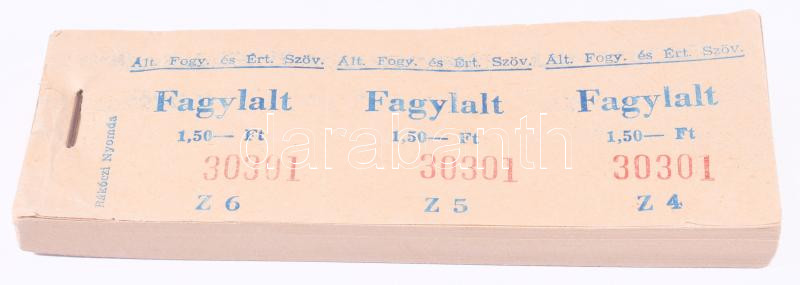 Ált. Fogy. és Ért. Szöv. Ált. Fogy. és Ért. Szöv. Ált. Fogy. és Ért. Szöv.
Fagylalt Fagylalt Fagylalt
1,50— Ft 1,50— Ft 1,50— Ft
30301 30301 30301
Z 6 Z 5 Z 4
Rákóczi Nyomda
darabanth